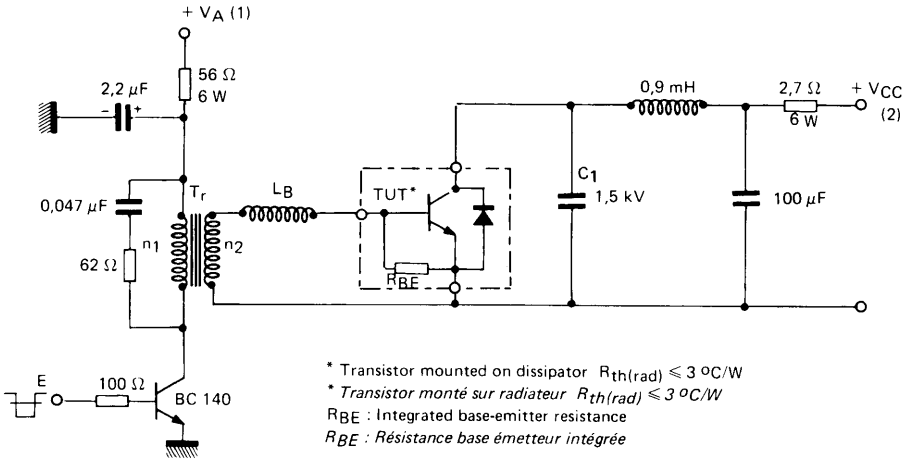 + VA (1)
56 Ω
6 W
2,2 µF
- +
0,9 mH
2,7 Ω
6 W
+ VCC
(2)
Tr
LB
TUT*
C1
1,5 kV
100 µF
0,047 µF
n1
n2
62 Ω
RBE
E
100 Ω
BC 140
* Transistor mounted on dissipator Rth(rad) ⩽ 3 ºC/W
* Transistor monté sur radiateur Rth(rad) ⩽ 3 ºC/W
RBE : Integrated base-emitter resistance
RBE : Résistance base émetteur intégrée